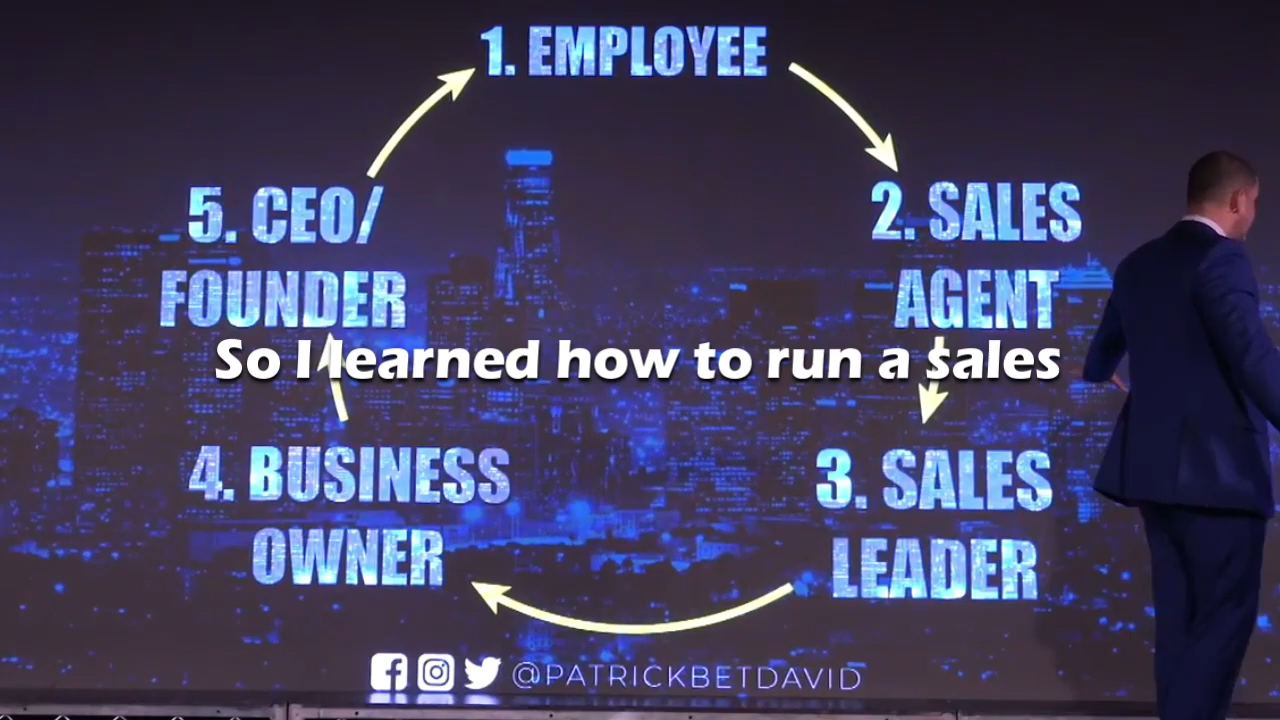 1. EMPLOYEE
2. SALES
AGENT
3. SALES
LEADER
4. BUSINESS
OWNER
5. CEO/
FOUNDER
So I learned how to run a sales
@PATRICKBETDAVID